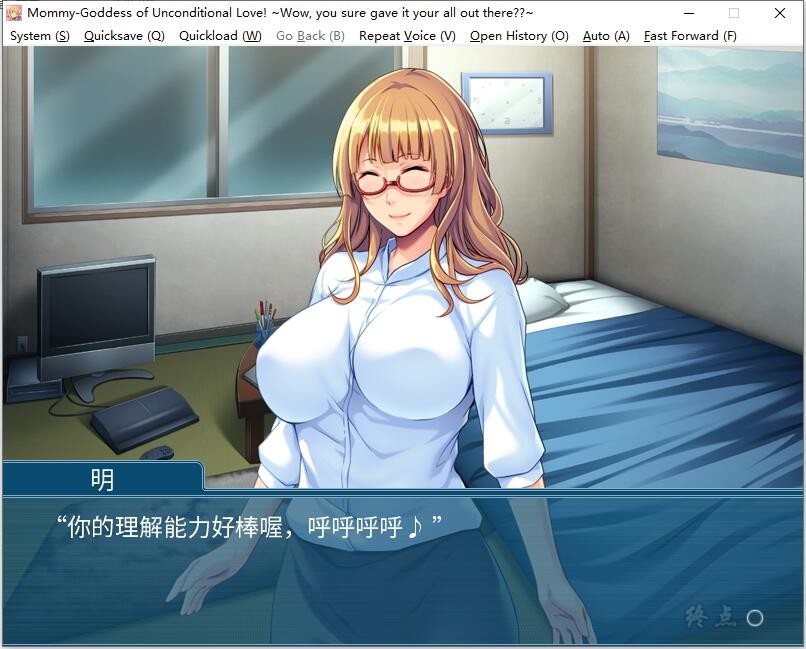 Mommy-Goddess of Unconditional Love! ~Wow, you sure gave it your all out there??~
System (S) Quicksave (Q) Quickload (W) Go Back (B) Repeat Voice (V) Open History (O) Auto (A) Fast Forward (F)
明
“你的理解能力好棒喔，呼呼呼呼♪”
终点